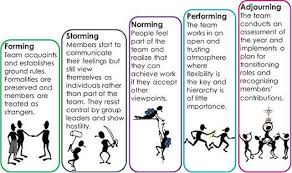 Forming
Team acquaints
and establishes
ground rules.
Formalities are
preserved and
members are
treated as
strangers.
Storming
Members start to
communicate
their feelings but
still view
themselves as
individuals rather
than part of the
team. They resist
control by group
leaders and show
hostility.
Norming
People feel
part of the
team and
realize that
they can
achieve work
if they accept
other
viewpoints.
Performing
The team
works in an
open and
trusting
atmosphere
where
flexibility is
the key and
hierarchy is
of little
importance.
Adjourning
The team
conducts an
assessment of
the year and
implements a
plan for
transitioning
roles and
recognizing
members'
contributions.